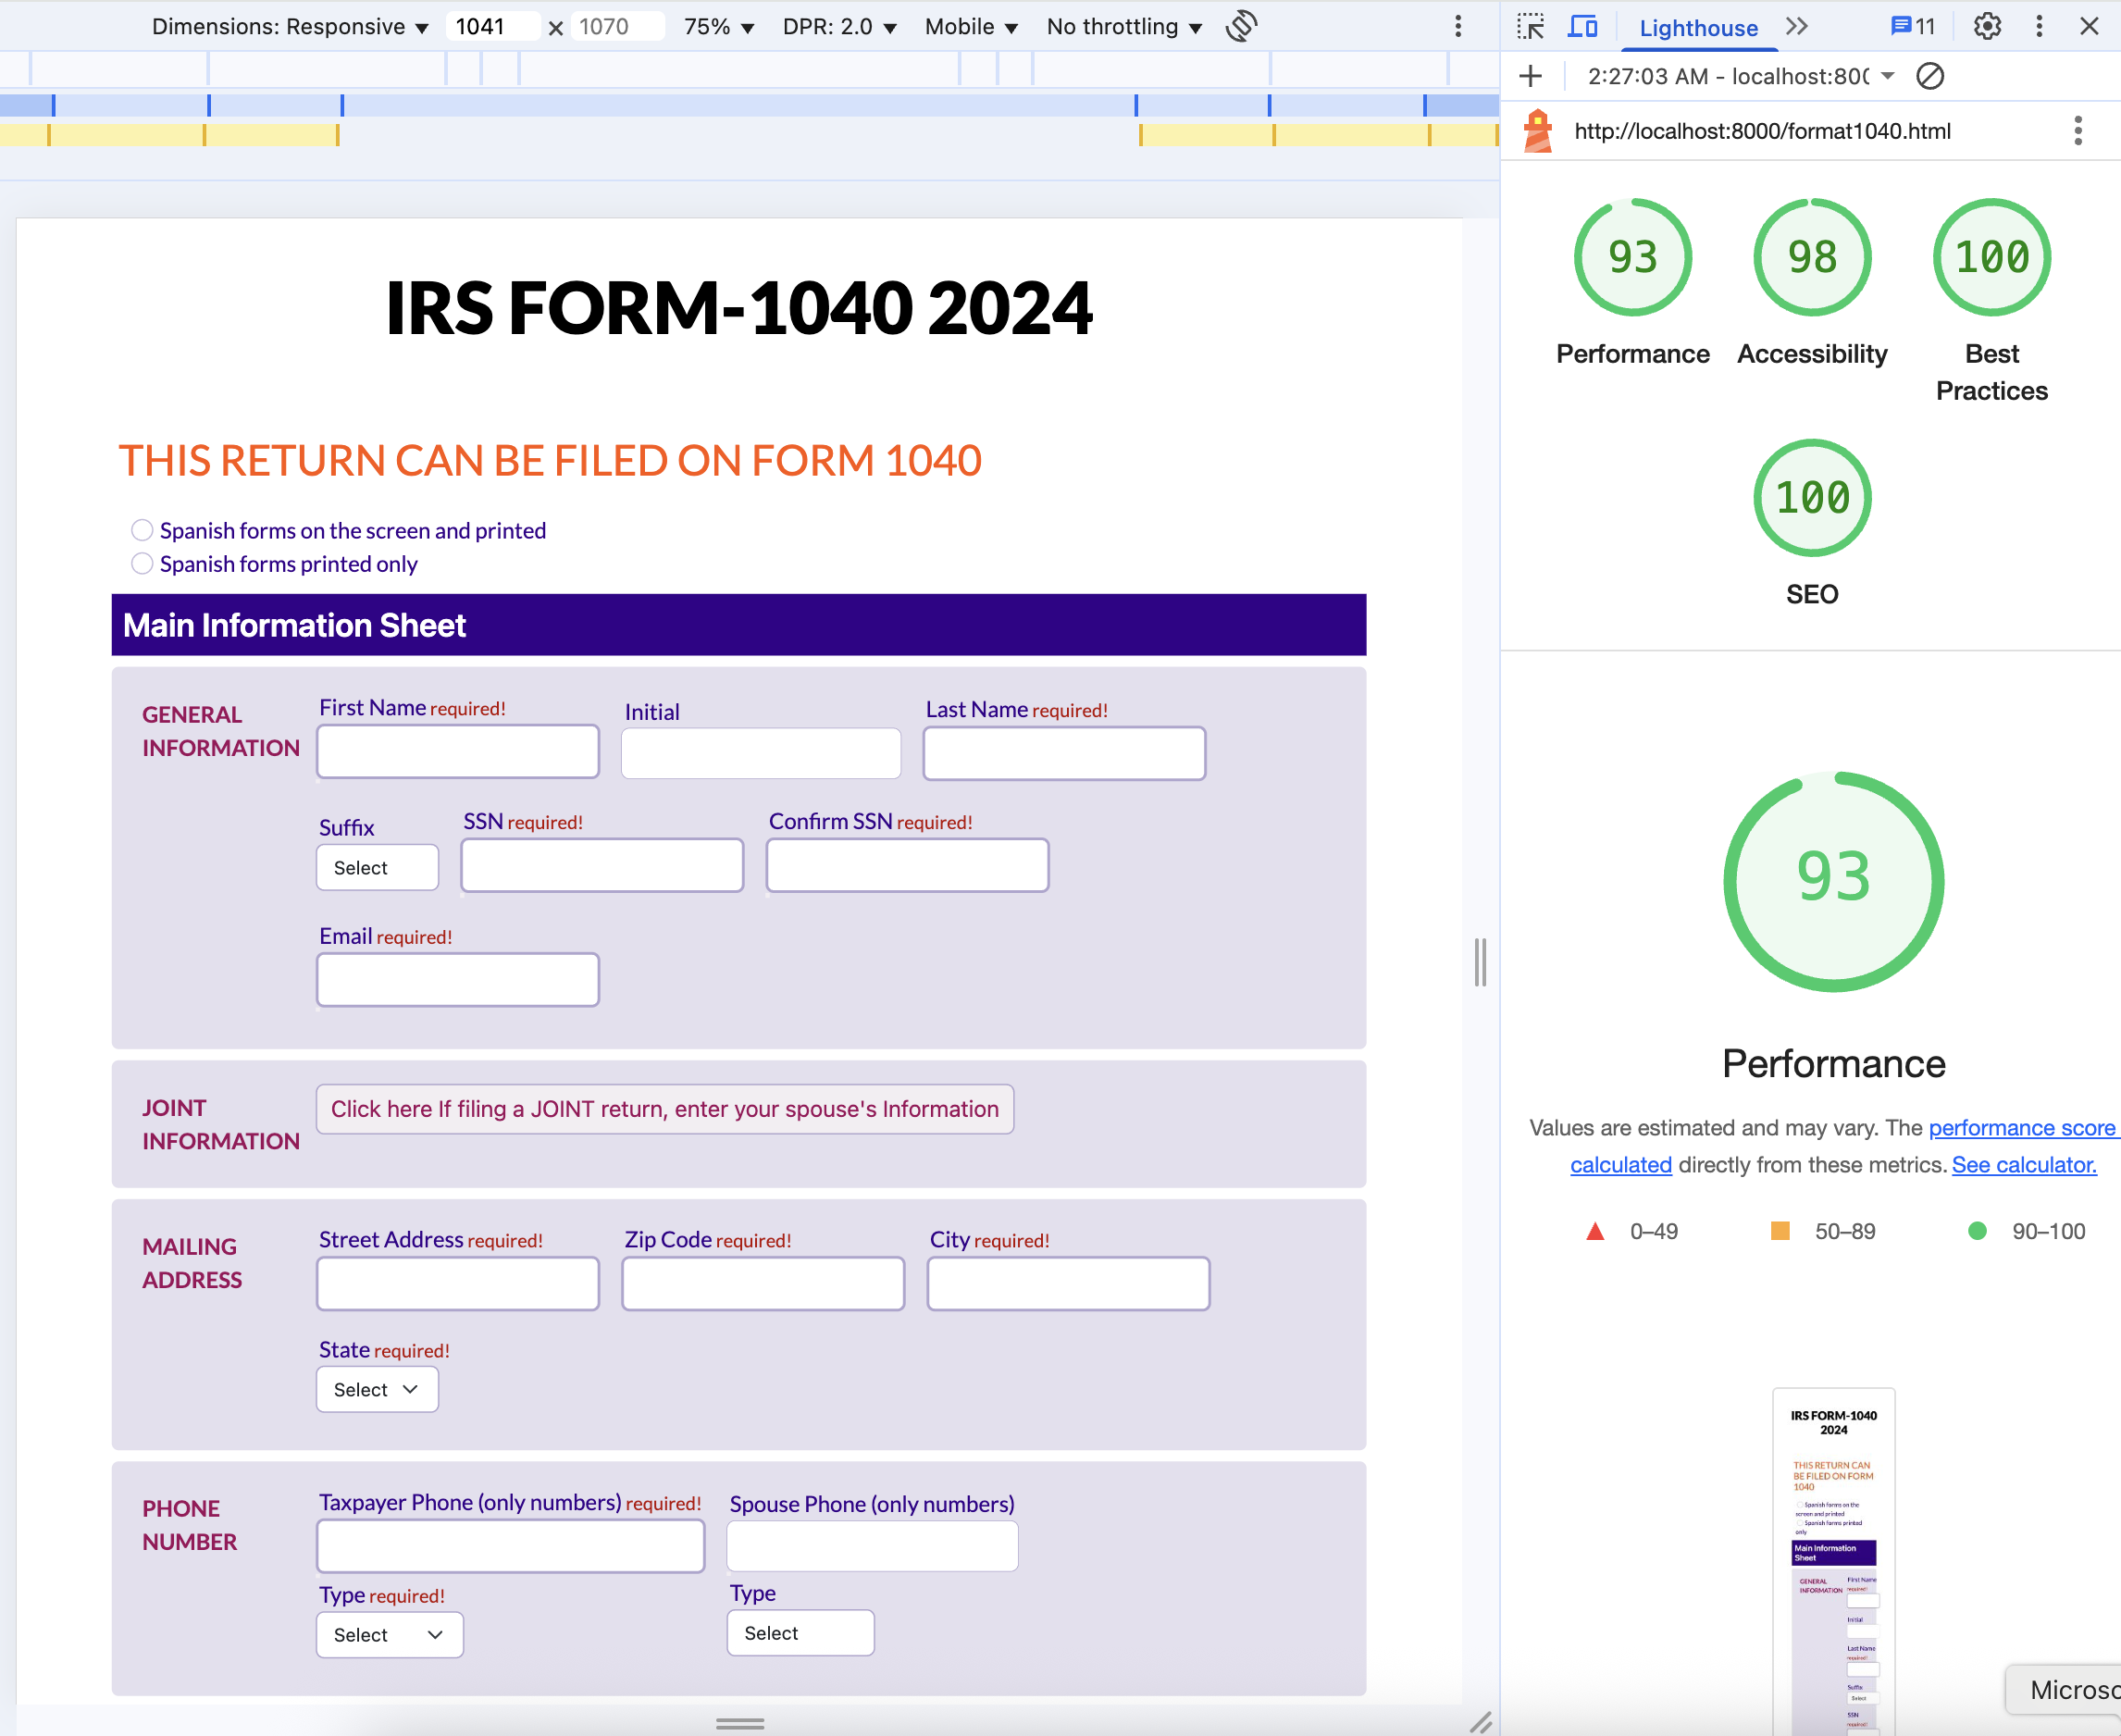 Dimensions: Responsive ▼ 1041 × 1070 75% ▼ DPR: 2.0 ▼ Mobile ▼ No throttling ▼
IRS FORM-1040 2024
THIS RETURN CAN BE FILED ON FORM 1040
Spanish forms on the screen and printed
Spanish forms printed only
Main Information Sheet
GENERAL
INFORMATION
First Name required!
Initial
Last Name required!
Suffix
Select
SSN required!
Confirm SSN required!
Email required!
JOINT
INFORMATION
Click here If filing a JOINT return, enter your spouse's Information
MAILING
ADDRESS
Street Address required!
Zip Code required!
City required!
State required!
Select
PHONE
NUMBER
Taxpayer Phone (only numbers) required!
Spouse Phone (only numbers)
Type required!
Select
Type
Select
Lighthouse
11
2:27:03 AM - localhost:80(
http://localhost:8000/format1040.html
93
Performance
98
Accessibility
100
Best
Practices
100
SEO
93
Performance
Values are estimated and may vary. The performance score
calculated directly from these metrics. See calculator.
0–49
50–89
90–100
IRS FORM-1040
2024
THIS RETURN CAN
BE FILED ON FORM
1040
Spanish forms on the
screen and printed
Spanish forms printed
only
Main Information
Sheet
GENERAL
INFORMATION
First Name
required!
Initial
Last Name
required!
Suffix
Select
SSN
required!
Microso